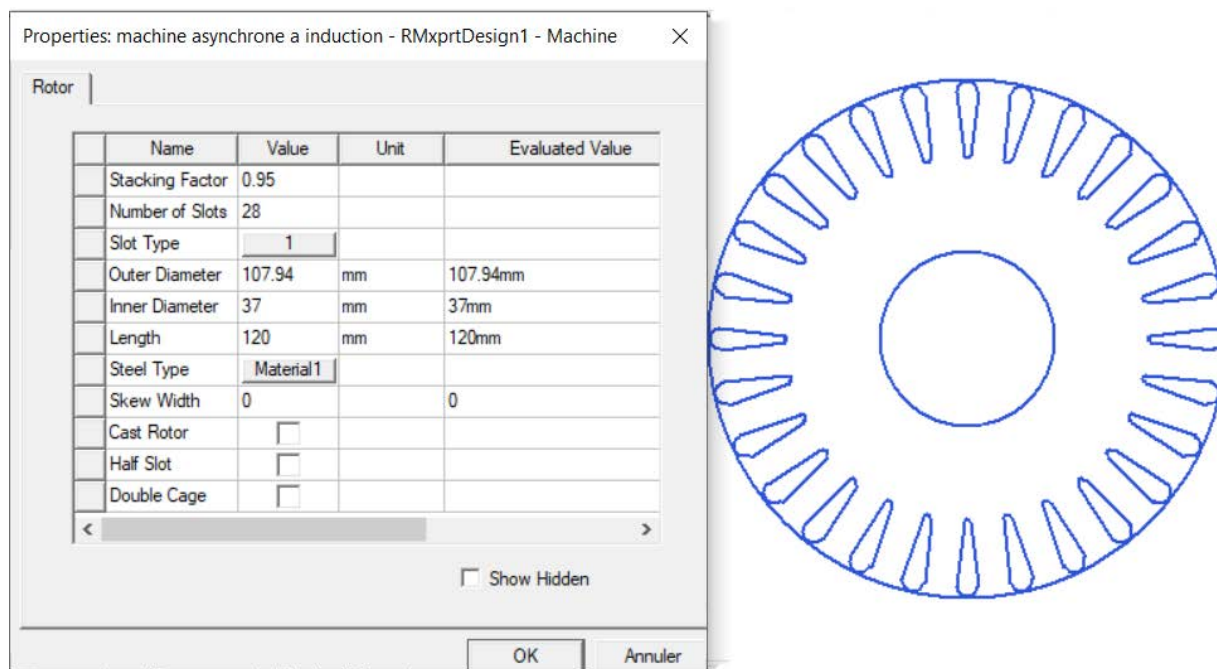 Properties: machine asynchrone a induction - RMxprtDesign1 - Machine
Rotor
Name Value Unit Evaluated Value
Stacking Factor 0.95
Number of Slots 28
Slot Type 1
Outer Diameter 107.94 mm 107.94mm
Inner Diameter 37 mm 37mm
Length 120 mm 120mm
Steel Type Material1
Skew Width 0 0
Cast Rotor
Half Slot
Double Cage
Show Hidden
OK Annuler